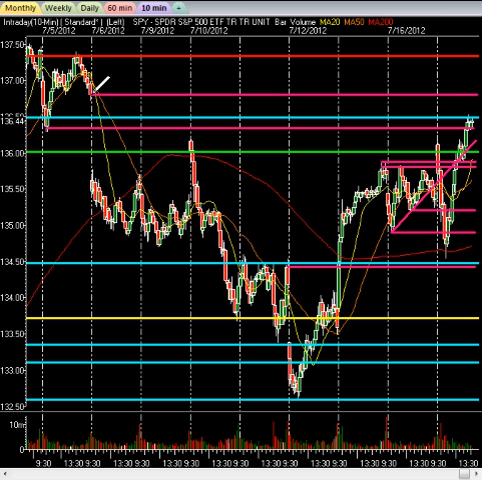 Monthly Weekly Daily 60 min 10 min
Intraday(10-Min) (Standard*) (Left) SPY - SPDR S&P 500 ETF TR TR UNIT Bar Volume MA20 MA50 MA200
7/5/2012 7/6/2012 7/9/2012 7/10/2012 7/12/2012 7/16/2012
137.50
137.00
136.44
136.00
135.50
135.00
134.50
134.00
133.50
133.00
132.50
10m
0
9:30 13:30 9:30 13:30 9:30 13:30 9:30 13:30 9:30 13:30 9:30 13:30 9:30 13:30 9:30 13:30